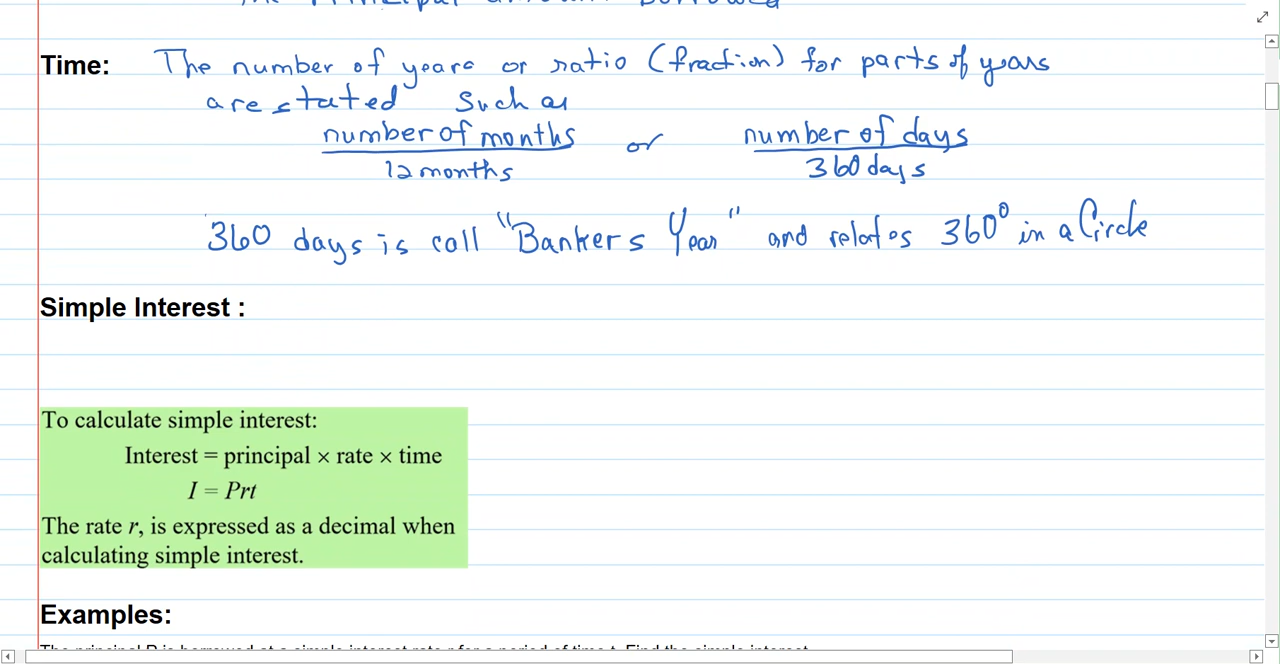 Time: The number of years or ratio (fraction) for parts of years
are stated such as
number of months or number of days
12 months 360 days
360 days is call "Bankers Year" and relates 360° in a Circle
Simple Interest :
To calculate simple interest:
Interest = principal × rate × time
I = Prt
The rate r, is expressed as a decimal when
calculating simple interest.
Examples: